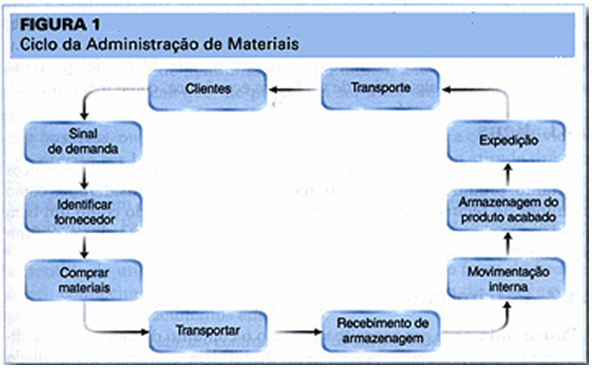 FIGURA 1
Ciclo da Administração de Materiais
Clientes
Transporte
Sinal
de demanda
Expedição
Identificar
fornecedor
Armazenagem do
produto acabado
Comprar
materiais
Movimentação
interna
Transportar
Recebimento de
armazenagem